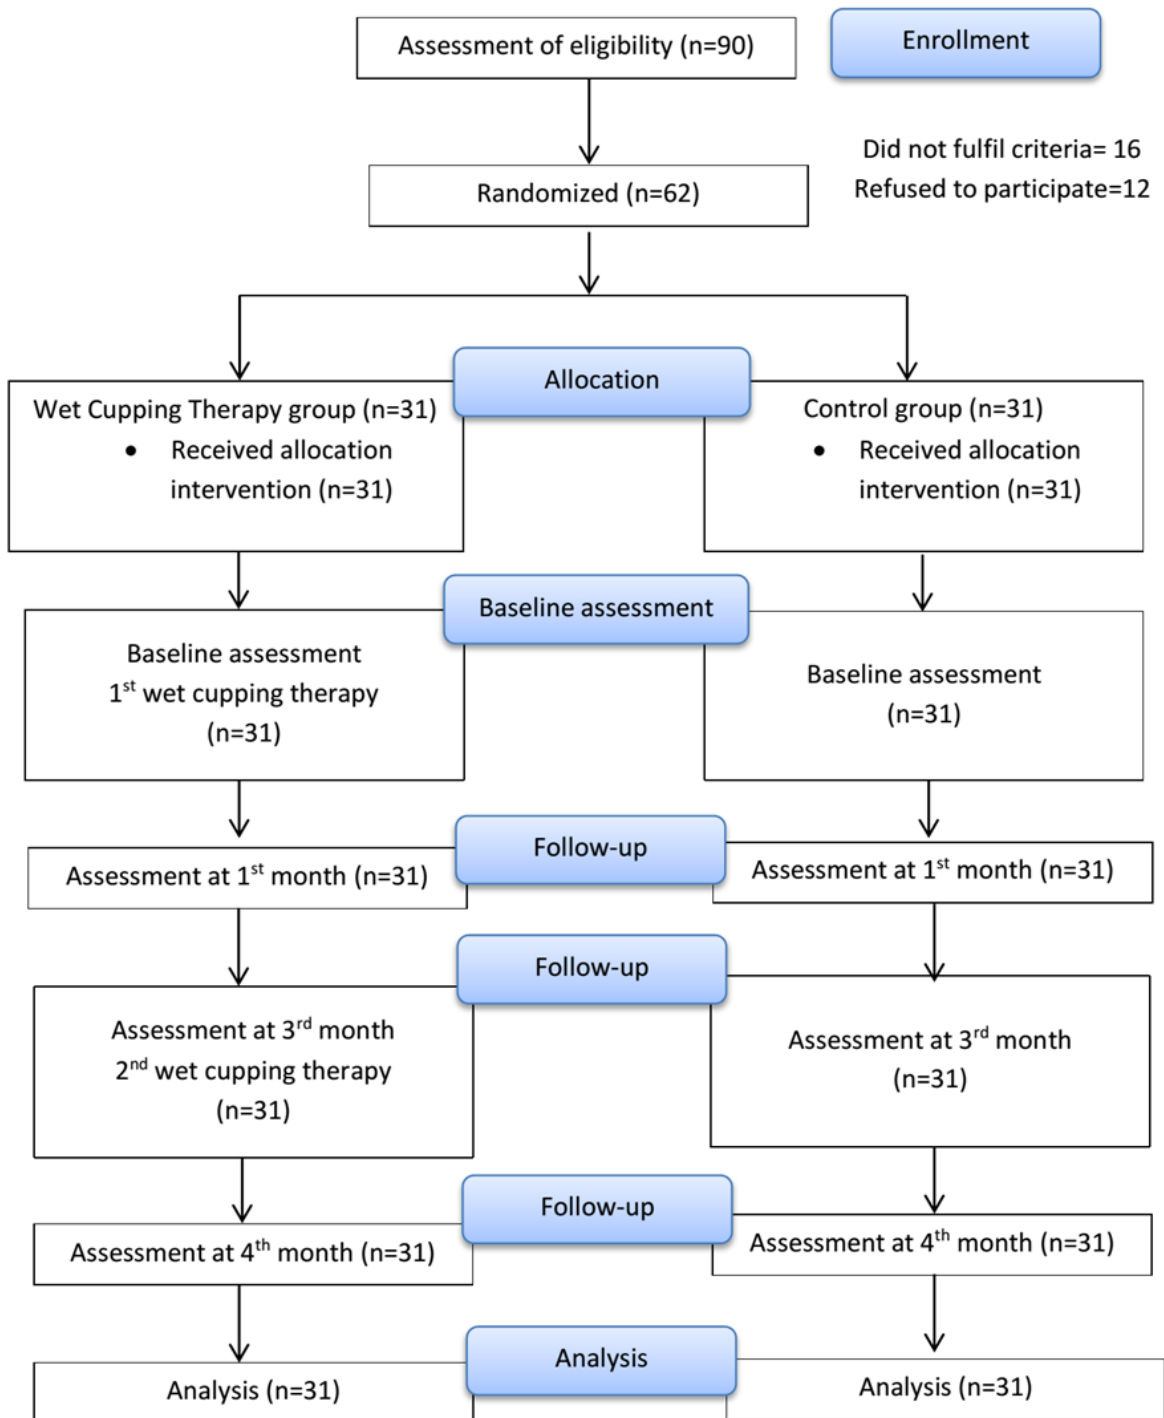 Assessment of eligibility (n=90)
Enrollment
Did not fulfil criteria= 16
Refused to participate=12
Randomized (n=62)
Allocation
Wet Cupping Therapy group (n=31)
• Received allocation
intervention (n=31)
Control group (n=31)
• Received allocation
intervention (n=31)
Baseline assessment
Baseline assessment
1st wet cupping therapy
(n=31)
Baseline assessment
(n=31)
Follow-up
Assessment at 1st month (n=31)
Assessment at 1st month (n=31)
Follow-up
Assessment at 3rd month
2nd wet cupping therapy
(n=31)
Assessment at 3rd month
(n=31)
Follow-up
Assessment at 4th month (n=31)
Assessment at 4th month (n=31)
Analysis
Analysis (n=31)
Analysis (n=31)